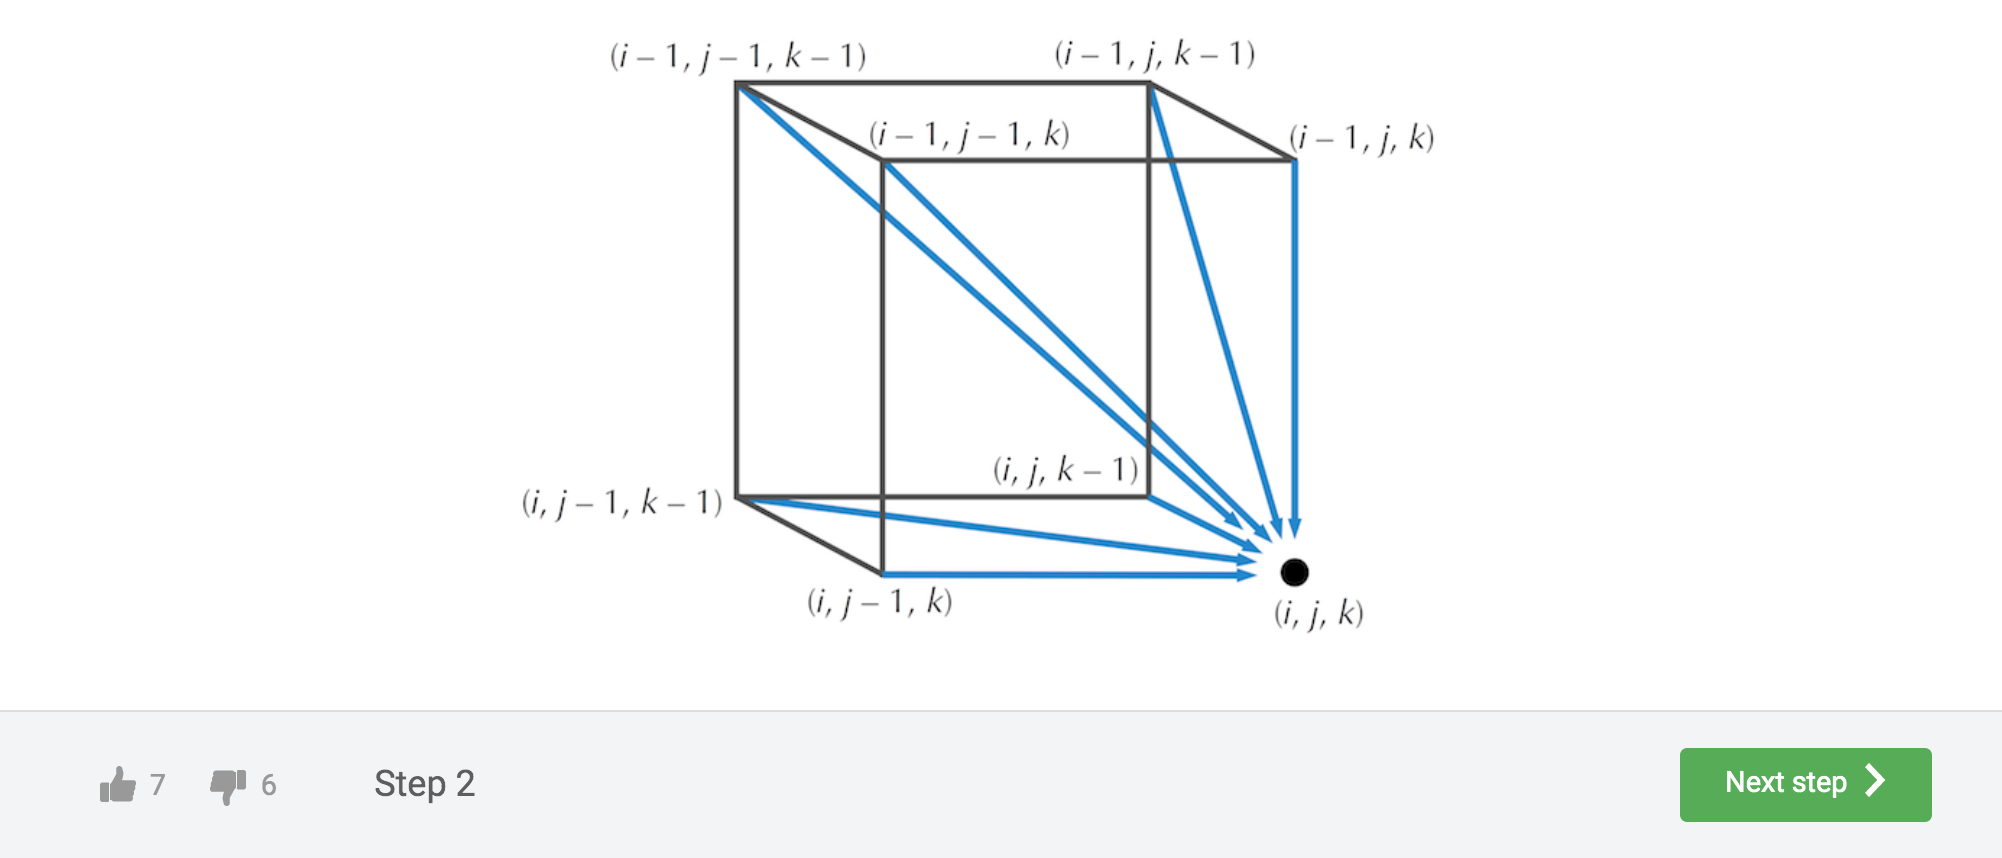 (i – 1, j – 1, k – 1)
(i – 1, j, k – 1)
(i – 1, j – 1, k)
(i – 1, j, k)
(i, j, k – 1)
(i, j – 1, k – 1)
(i, j – 1, k)
(i, j, k)
7
6
Step 2
Next step